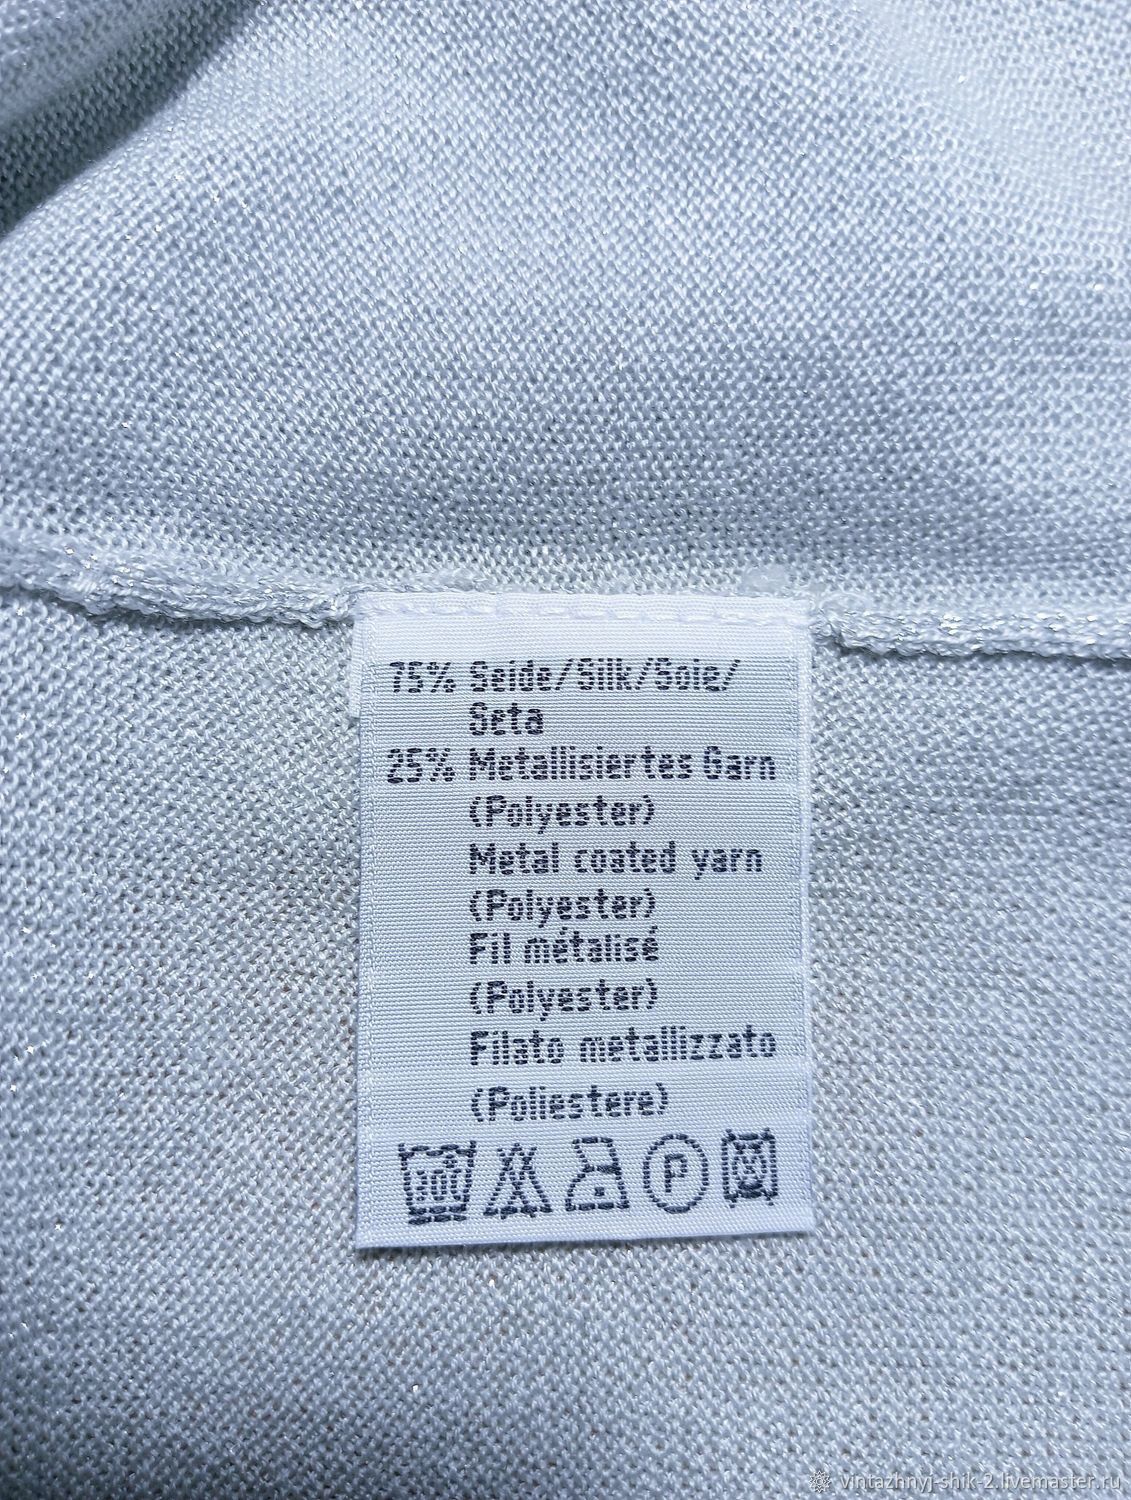 75% Seide/Silk/Soie/
Seta
25% Metallisiertes Garn
(Polyester)
Metal coated yarn
(Polyester)
Fil métalisé
(Polyester)
Filato metallizzato
(Poliestere)
P
vintazhnyj-shik-2.livemaster.ru